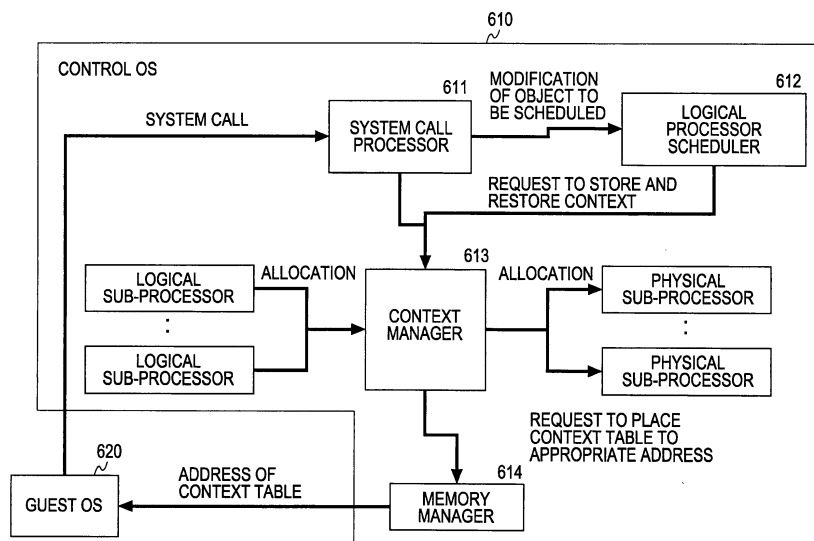 610
CONTROL OS
SYSTEM CALL
611
SYSTEM CALL
PROCESSOR
MODIFICATION
OF OBJECT TO
BE SCHEDULED
612
LOGICAL
PROCESSOR
SCHEDULER
REQUEST TO STORE AND
RESTORE CONTEXT
LOGICAL
SUB-PROCESSOR
:
LOGICAL
SUB-PROCESSOR
ALLOCATION
613
CONTEXT
MANAGER
ALLOCATION
PHYSICAL
SUB-PROCESSOR
:
PHYSICAL
SUB-PROCESSOR
REQUEST TO PLACE
CONTEXT TABLE TO
APPROPRIATE ADDRESS
620
GUEST OS
ADDRESS OF
CONTEXT TABLE
614
MEMORY
MANAGER